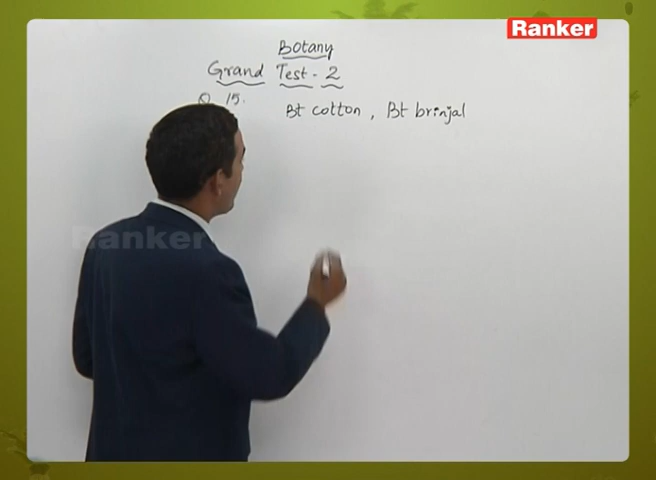 Ranker
Botany
Grand Test - 2
Q. 15.
Bt cotton, Bt brinjal
Ranker